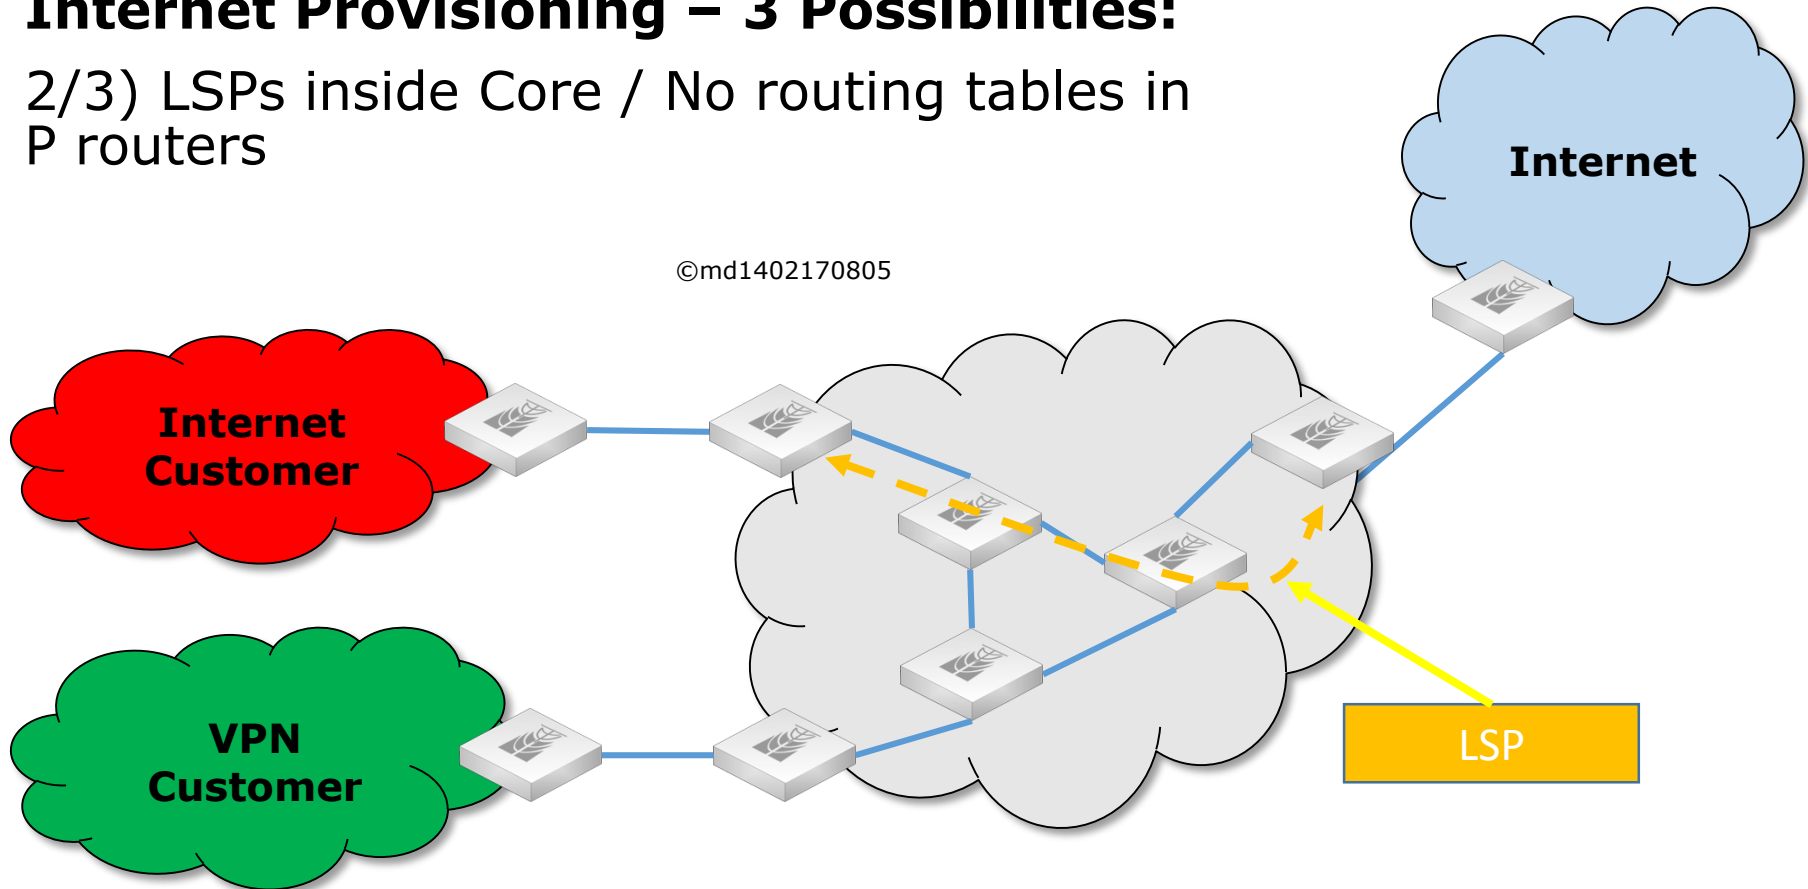 Internet Provisioning – 3 Possibilities:
2/3) LSPs inside Core / No routing tables in
P routers
Internet
©md1402170805
Internet
Customer
VPN
Customer
LSP